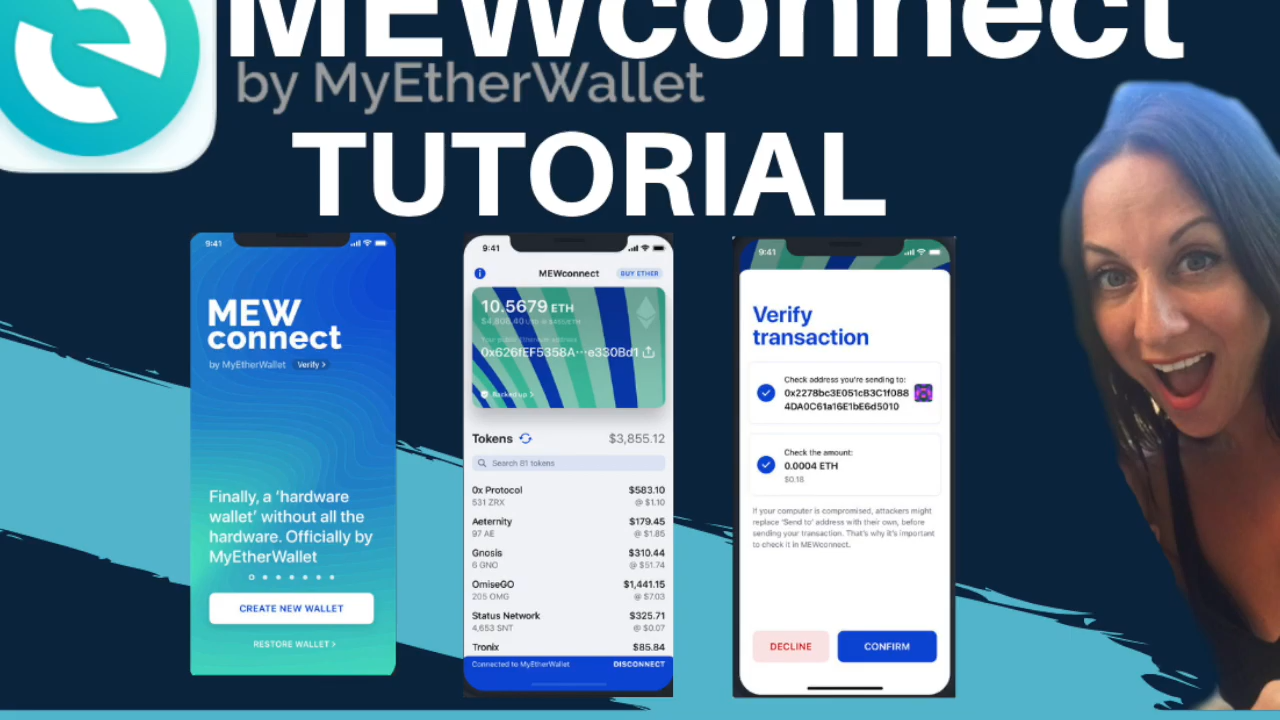 MEWconnect
by MyEtherWallet
TUTORIAL
9:41
MEW
connect
by MyEtherWallet Verify >
Finally, a ‘hardware
wallet’ without all the
hardware. Officially by
MyEtherWallet
CREATE NEW WALLET
RESTORE WALLET >
9:41
MEWconnect BUY ETHER
10.5679 ETH
0x626fEF5358A···e330Bd1
Backed up >
Tokens $3,855.12
Search 81 tokens
0x Protocol $583.10
531 ZRX @ $1.10
Aeternity $179.45
97 AE @ $1.85
Gnosis $310.44
6 GNO @ $51.74
OmiseGO $1,441.15
205 OMG @ $7.03
Status Network $325.71
4,653 SNT @ $0.07
Tronix $85.84
Connected to MyEtherWallet DISCONNECT
9:41
Verify
transaction
Check address you're sending to:
0x2278bc3E051cB3C1f088
4DA0C61a16E1bE6d5010
Check the amount:
0.0004 ETH
$0.18
If your computer is compromised, attackers might
replace ‘Send to’ address with their own, before
sending your transaction. That's why it's important
to check it in MEWconnect.
DECLINE CONFIRM